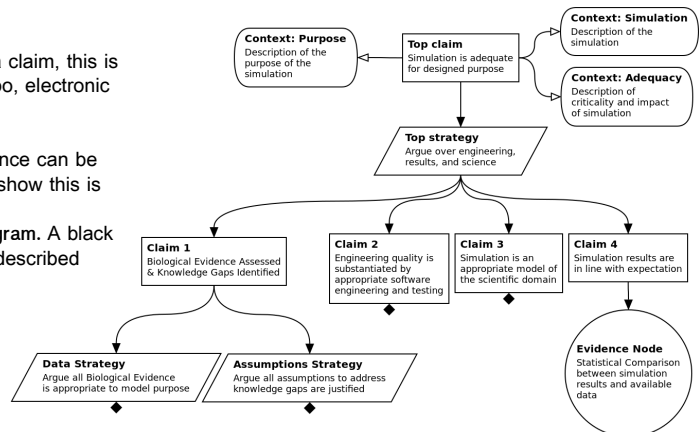 a claim, this is
electronic
nce can be
show this is
gram. A black
described
Context: Purpose
Description of the
purpose of the
simulation
Top claim
Simulation is adequate
for designed purpose
Context: Simulation
Description of the
simulation
Context: Adequacy
Description of
criticality and impact
of simulation
Top strategy
Argue over engineering,
results, and science
Claim 1
Biological Evidence Assessed
& Knowledge Gaps Identified
Claim 2
Engineering quality is
substantiated by
appropriate software
engineering and testing
Claim 3
Simulation is an
appropriate model of
the scientific domain
Claim 4
Simulation results are
in line with expectation
Data Strategy
Argue all Biological Evidence
is appropriate to model purpose
Assumptions Strategy
Argue all assumptions to address
knowledge gaps are justified
Evidence Node
Statistical Comparison
between simulation
results and available
data